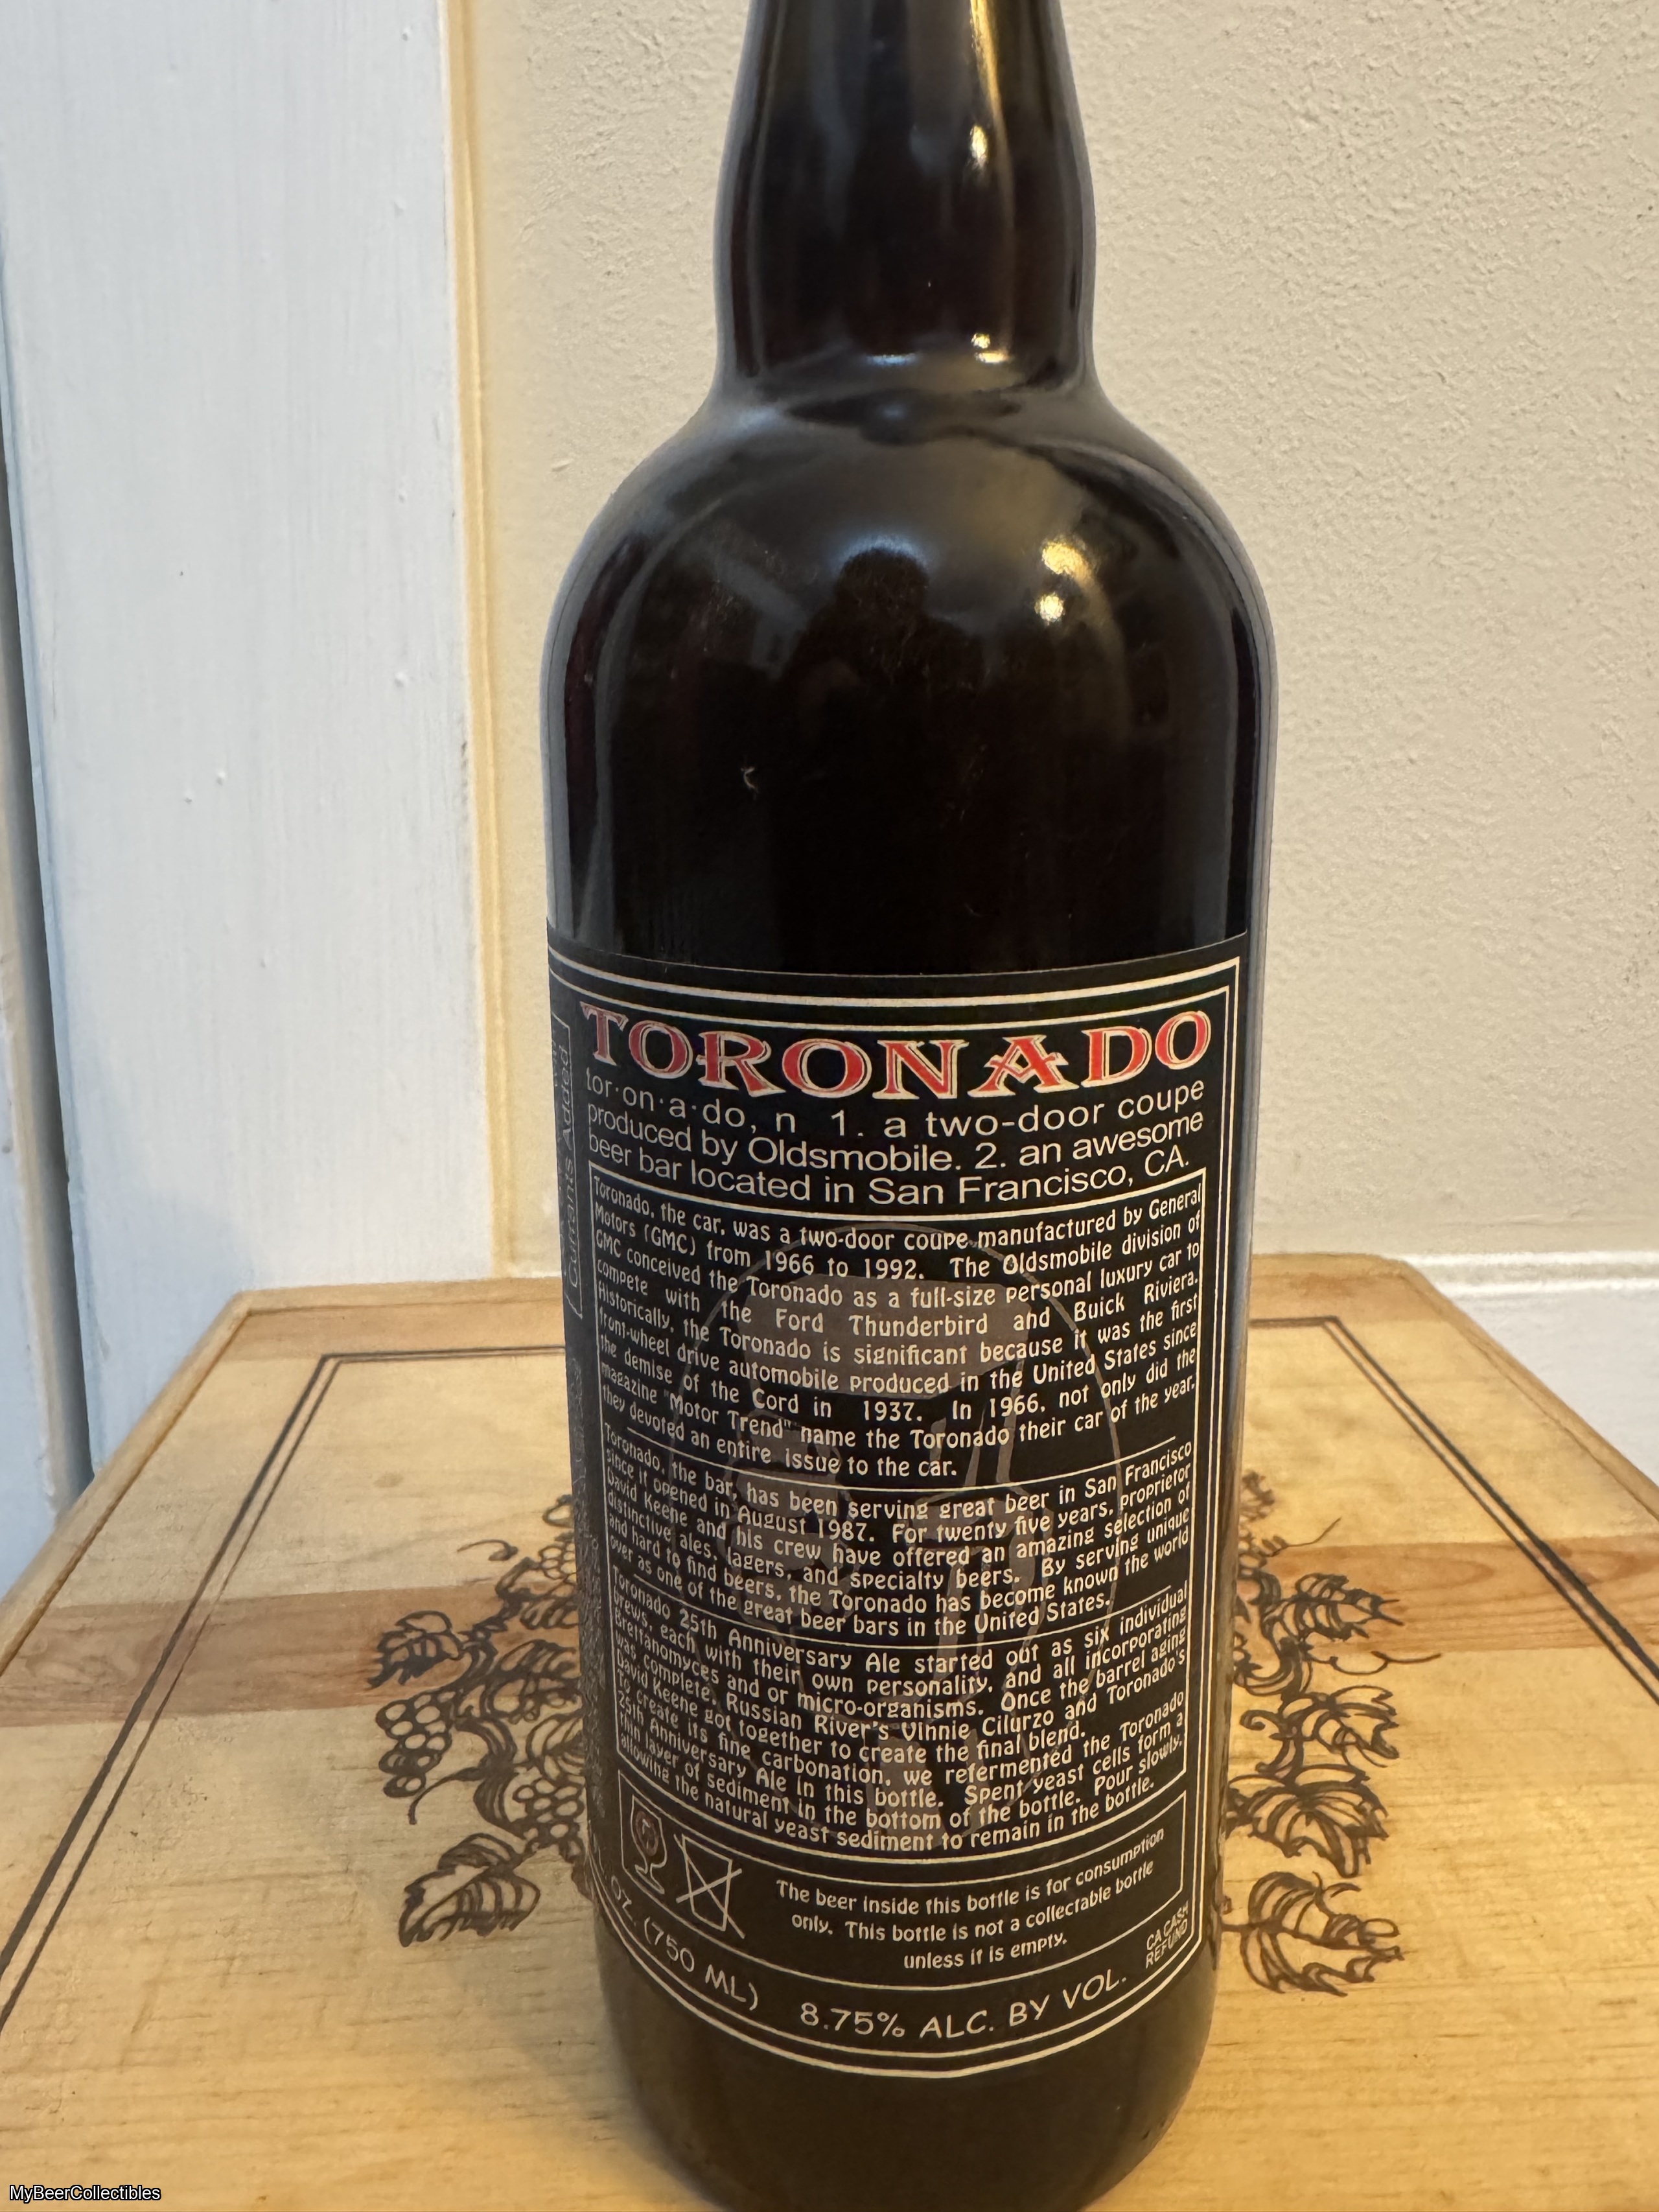 TORONADO
tor·on·a·do, n 1. a two-door coupe
produced by Oldsmobile. 2. an awesome
beer bar located in San Francisco, CA.
Toronado, the car, was a two-door coupe manufactured by General
Motors (GMC) from 1966 to 1992. The Oldsmobile division of
GMC conceived the Toronado as a full-size personal luxury car to
compete with the Ford Thunderbird and Buick Riviera.
Historically, the Toronado is significant because it was the first
front-wheel drive automobile produced in the United States since
the demise of the Cord in 1937. In 1966, not only did the
magazine "Motor Trend" name the Toronado their car of the year,
they devoted an entire issue to the car.
Toronado, the bar, has been serving great beer in San Francisco
since it opened in August 1987. For twenty five years, proprietor
David Keene and his crew have offered an amazing selection of
distinctive ales, lagers, and specialty beers. By serving unique
and hard to find beers, the Toronado has become known the world
over as one of the great beer bars in the United States.
Toronado 25th Anniversary Ale started out as six individual
brews, each with their own personality, and all incorporating
Brettanomyces and or micro-organisms. Once the barrel aging
was complete, Russian River's Vinnie Cilurzo and Toronado's
David Keene got together to create the final blend.
To create its fine carbonation, we refermented the Toronado
25th Anniversary Ale in this bottle. Spent yeast cells form a
thin layer of sediment in the bottom of the bottle. Pour slowly,
allowing the natural yeast sediment to remain in the bottle.
The beer inside this bottle is for consumption
only. This bottle is not a collectable bottle
unless it is empty.
CA CASH
REFUND
OZ. (750 ML) 8.75% ALC. BY VOL.
Currants Added
MyBeerCollectibles